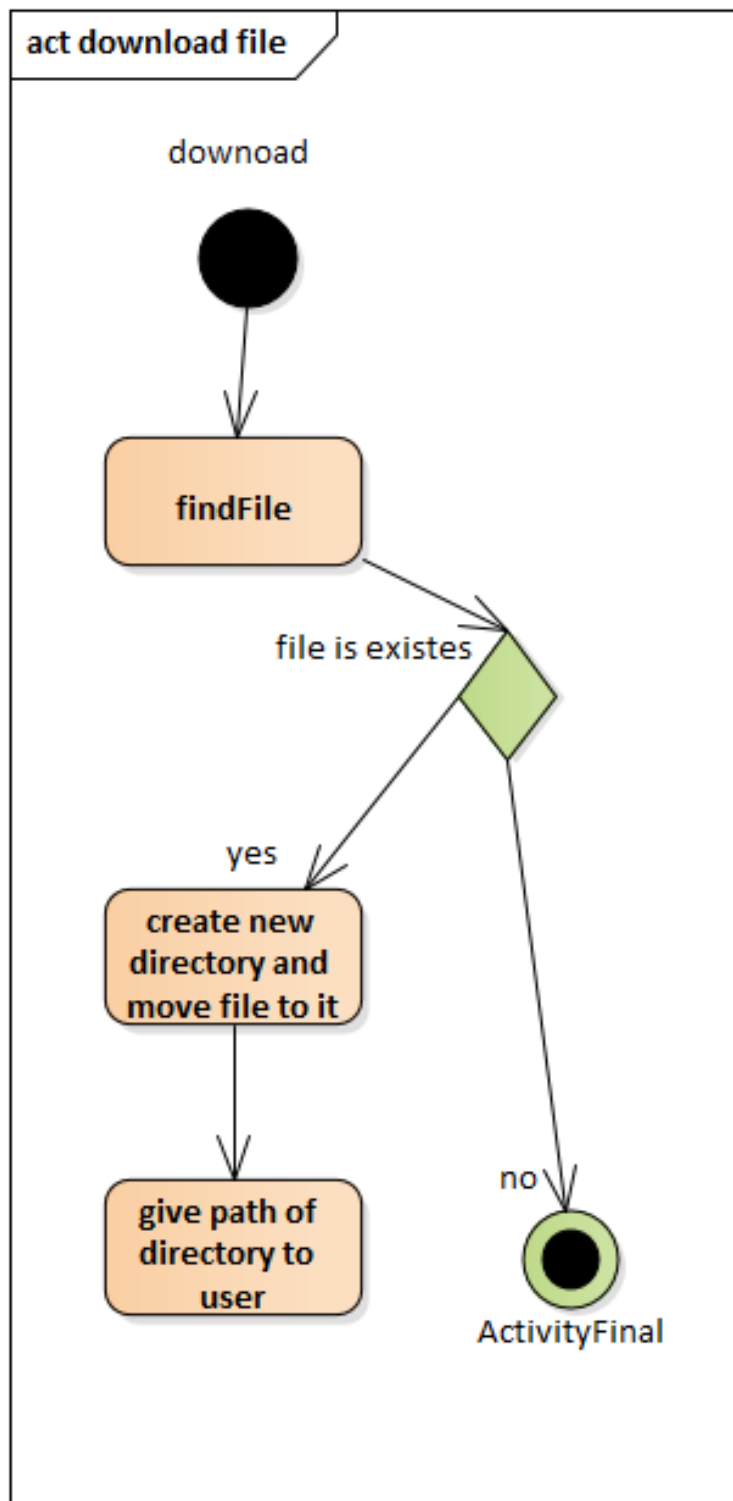 act download file
downoad
findFile
file is existes
yes
create new
directory and
move file to it
give path of
directory to
user
no
ActivityFinal